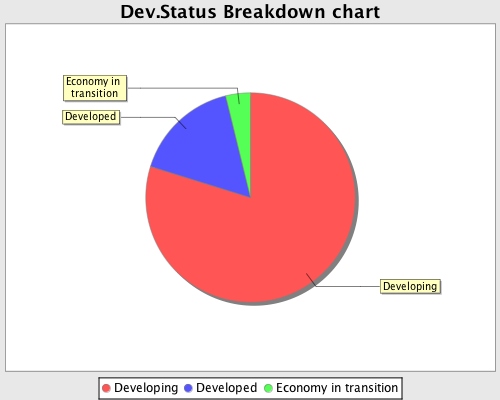 Dev.Status Breakdown chart
Economy in
transition
Developed
Developing
Developing Developed Economy in transition